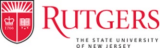 RUTGERS
THE STATE UNIVERSITY
OF NEW JERSEY